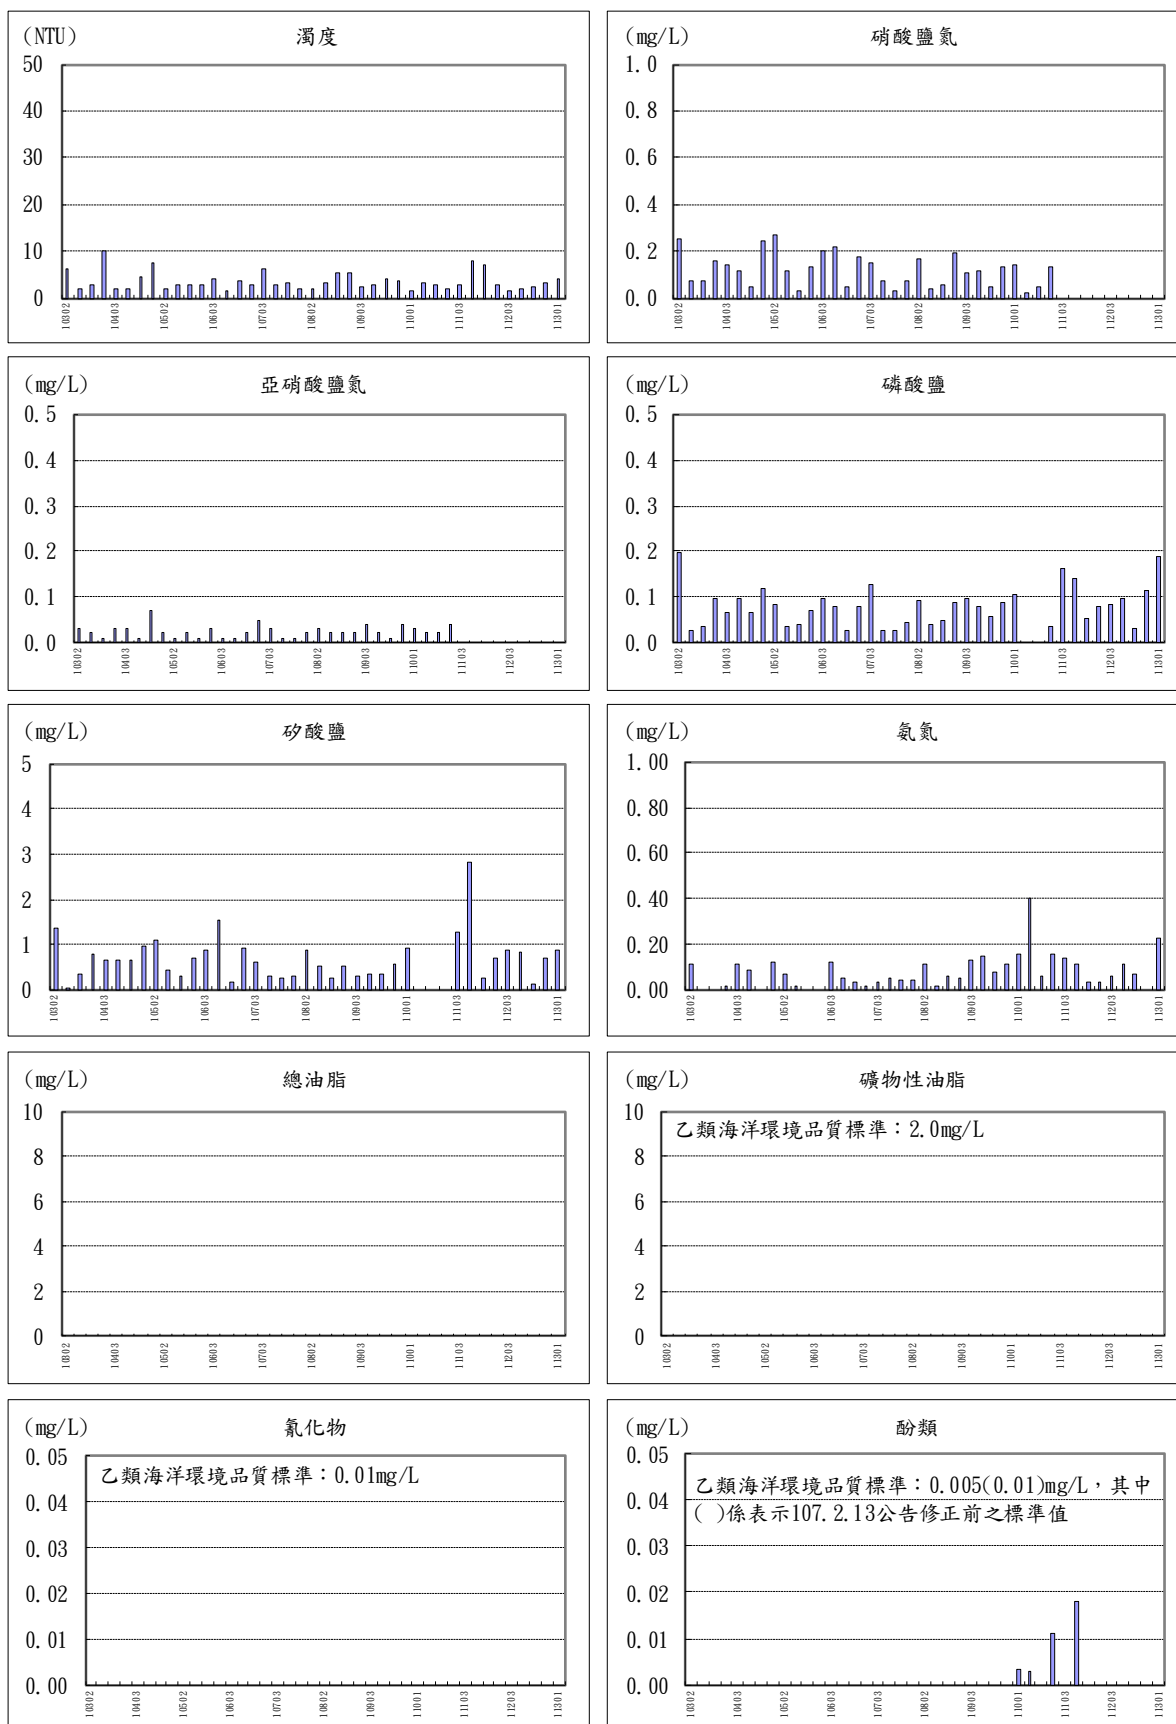 (NTU) 濁度
50
40
30
20
10
0
10302 10403 10502 10603 10703 10802 10903 11001 11103 11203 11301
(mg/L) 硝酸鹽氮
1.0
0.8
0.6
0.4
0.2
0.0
10302 10403 10502 10603 10703 10802 10903 11001 11103 11203 11301
(mg/L) 亞硝酸鹽氮
0.5
0.4
0.3
0.2
0.1
0.0
10302 10403 10502 10603 10703 10802 10903 11001 11103 11203 11301
(mg/L) 磷酸鹽
0.5
0.4
0.3
0.2
0.1
0.0
10302 10403 10502 10603 10703 10802 10903 11001 11103 11203 11301
(mg/L) 矽酸鹽
5
4
3
2
1
0
10302 10403 10502 10603 10703 10802 10903 11001 11103 11203 11301
(mg/L) 氨氮
1.00
0.80
0.60
0.40
0.20
0.00
10302 10403 10502 10603 10703 10802 10903 11001 11103 11203 11301
(mg/L) 總油脂
10
8
6
4
2
0
10302 10403 10502 10603 10703 10802 10903 11001 11103 11203 11301
(mg/L) 礦物性油脂
10
8
6
4
2
0
乙類海洋環境品質標準：2.0mg/L
10302 10403 10502 10603 10703 10802 10903 11001 11103 11203 11301
(mg/L) 氰化物
0.05
0.04
0.03
0.02
0.01
0.00
乙類海洋環境品質標準：0.01mg/L
10302 10403 10502 10603 10703 10802 10903 11001 11103 11203 11301
(mg/L) 酚類
0.05
0.04
0.03
0.02
0.01
0.00
乙類海洋環境品質標準：0.005(0.01)mg/L，其中
( )係表示107.2.13公告修正前之標準值
10302 10403 10502 10603 10703 10802 10903 11001 11103 11203 11301